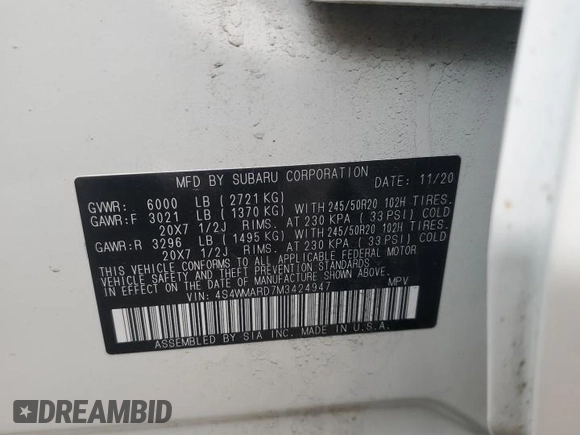 MFD BY SUBARU CORPORATION DATE: 11/20
GVWR: 6000 LB (2721 KG)
GAWR:F 3021 LB (1370 KG) WITH 245/50R20 102H TIRES.
20X7 1/2J RIMS. AT 230 KPA (33 PSI) COLD
GAWR:R 3296 LB (1495 KG) WITH 245/50R20 102H TIRES.
20X7 1/2J RIMS. AT 230 KPA (33 PSI) COLD
THIS VEHICLE CONFORMS TO ALL APPLICABLE FEDERAL MOTOR
VEHICLE SAFETY STANDARDS IN EFFECT ON THE DATE OF
MANUFACTURE SHOWN ABOVE.
VIN: 4S4WMARD7M3424947 MPV
ASSEMBLED BY SIA INC. MADE IN U.S.A.
DREAMBID